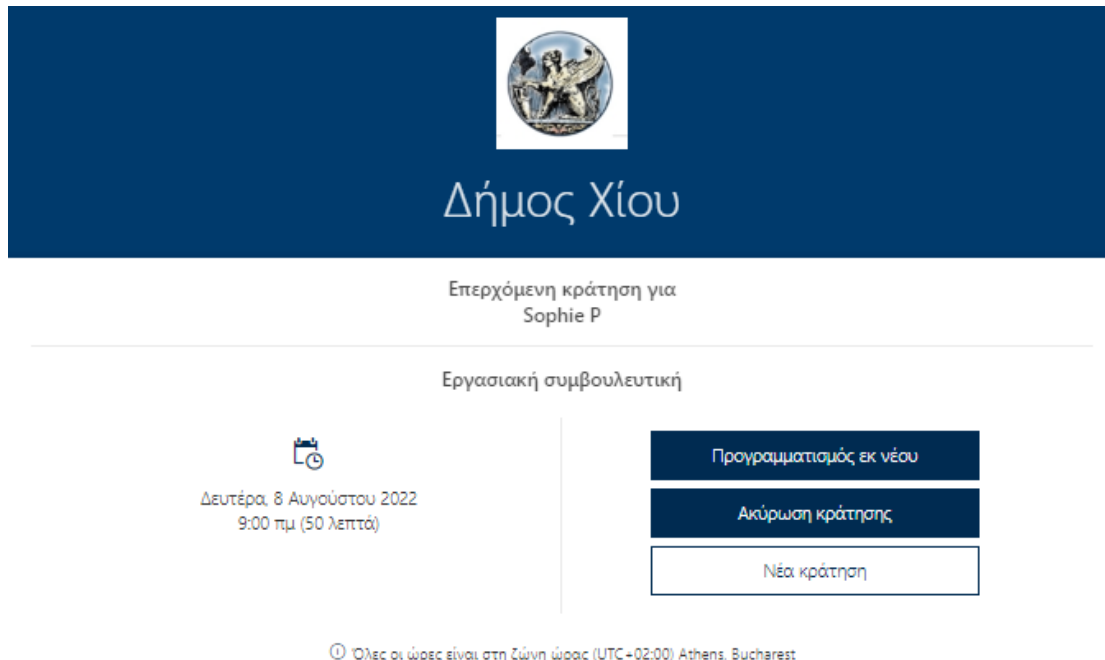 Δήμος Χίου
Επερχόμενη κράτηση για
Sophie P
Εργασιακή συμβουλευτική
Δευτέρα, 8 Αυγούστου 2022
9:00 πμ (50 λεπτά)
Προγραμματισμός εκ νέου
Ακύρωση κράτησης
Νέα κράτηση
Όλες οι ώρες είναι στη ζώνη ώρας (UTC+02:00) Athens, Bucharest